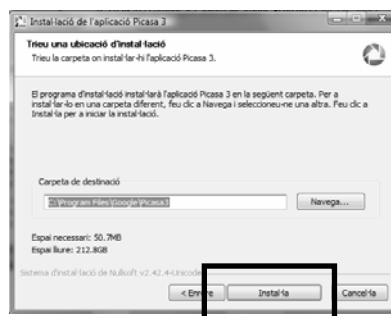 Instal·lació de l'aplicació Picasa 3
Trieu una ubicació d'instal·lació
Trieu la carpeta on instal·lar-hi l'aplicació Picasa 3.
El programa d'instal·lació instal·larà l'aplicació Picasa 3 en la següent carpeta. Per a
instal·lar-lo en una carpeta diferent, feu clic a Navega i seleccioneu-ne una altra. Feu clic a
Instal·la per a iniciar la instal·lació.
Carpeta de destinació
C:\Program Files\Google\Picasa3
Navega...
Espai necessari: 50.7MB
Espai lliure: 212.8GB
Sistema d'instal·lació de Nullsoft v2.42.4-Unicode
< Enrere Instal·la Cancel·la